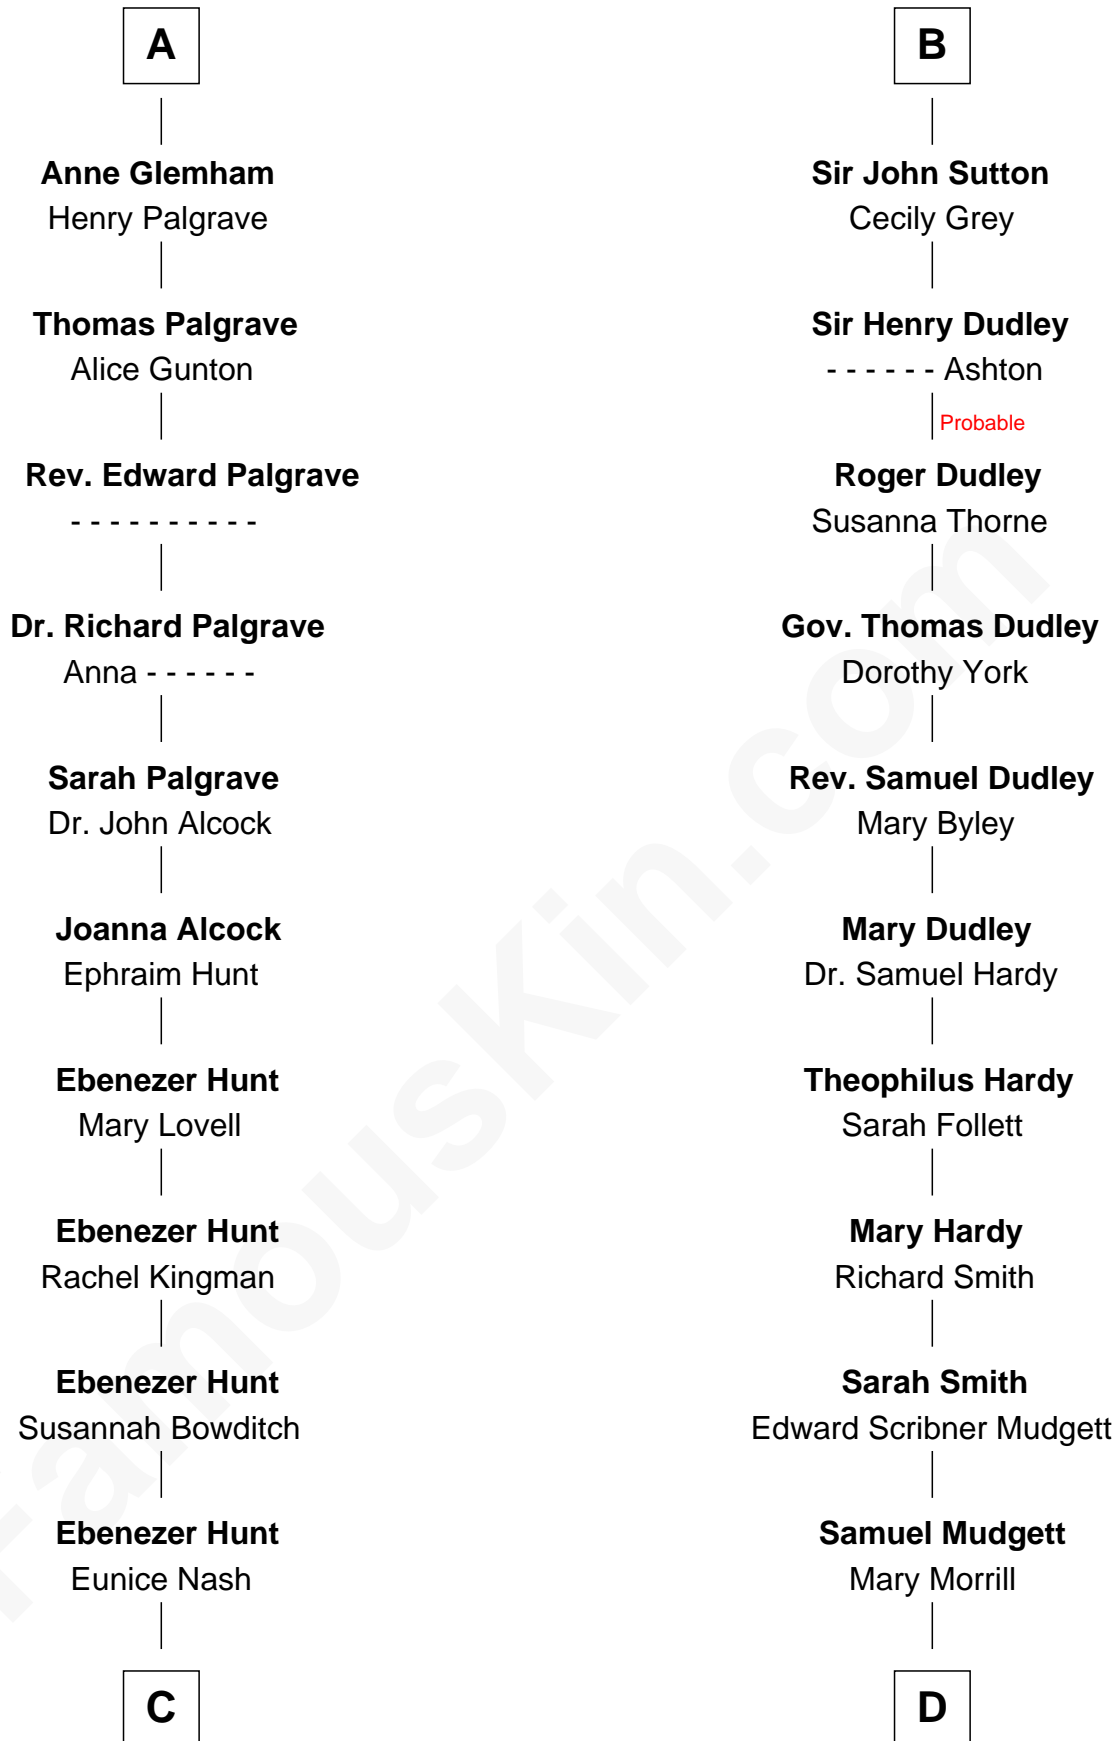 A
Anne Glemham
Henry Palgrave
Thomas Palgrave
Alice Gunton
Rev. Edward Palgrave
- - - - - - - - - -
Dr. Richard Palgrave
Anna - - - - - -
Sarah Palgrave
Dr. John Alcock
Joanna Alcock
Ephraim Hunt
Ebenezer Hunt
Mary Lovell
Ebenezer Hunt
Rachel Kingman
Ebenezer Hunt
Susannah Bowditch
Ebenezer Hunt
Eunice Nash
C
B
Sir John Sutton
Cecily Grey
Sir Henry Dudley
- - - - - - Ashton
Probable
Roger Dudley
Susanna Thorne
Gov. Thomas Dudley
Dorothy York
Rev. Samuel Dudley
Mary Byley
Mary Dudley
Dr. Samuel Hardy
Theophilus Hardy
Sarah Follett
Mary Hardy
Richard Smith
Sarah Smith
Edward Scribner Mudgett
Samuel Mudgett
Mary Morrill
D
FamousKin.com